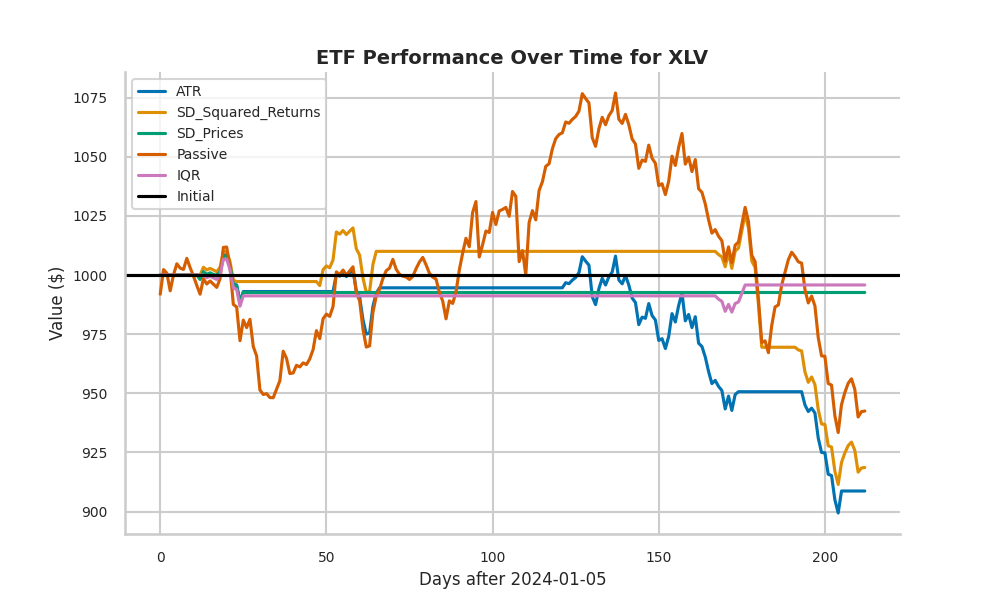 ETF Performance Over Time for XLV
ATR
SD_Squared_Returns
SD_Prices
Passive
IQR
Initial
1075
1050
1025
1000
975
950
925
900
Value ($)
0 50 100 150 200
Days after 2024-01-05